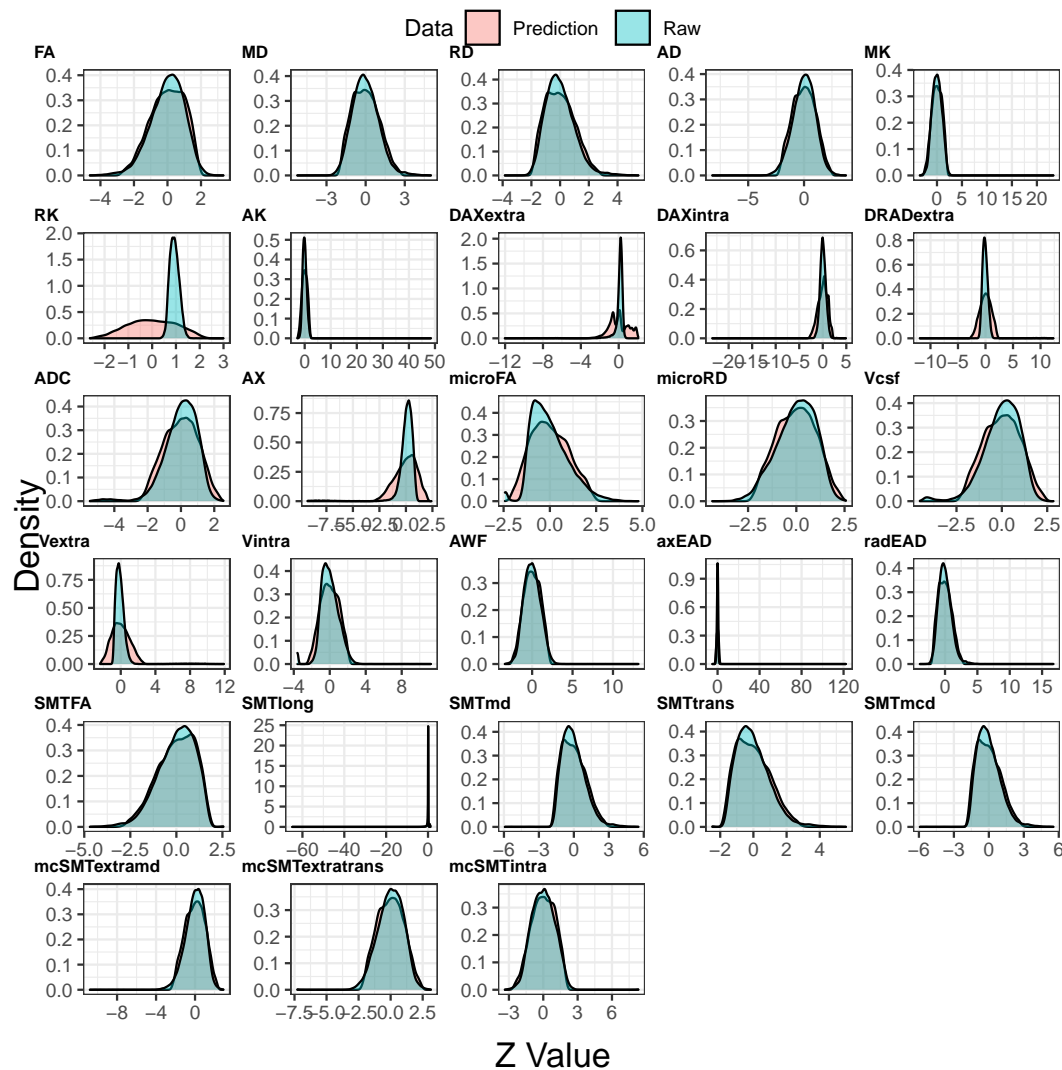 Data Prediction Raw
FA MD RD AD MK
0.4 0.4 0.4 0.4 0.4
0.3 0.3 0.3 0.3 0.3
0.2 0.2 0.2 0.2 0.2
0.1 0.1 0.1 0.1 0.1
0.0 0.0 0.0 0.0 0.0
−4 −2 0 2 −3 0 3 −4 −2 0 2 4 −5 0 0 5 10 15 20
RK AK DAXextra DAXintra DRADextra
2.0 0.5 2.0 0.6 0.8
1.5 0.4 1.5 0.4 0.6
1.0 0.3 1.0 0.2 0.4
0.5 0.2 0.5 0.0 0.2
0.0 0.1 0.0 0.0
0.0
−2 −1 0 1 2 3 0 10 20 30 40 50 −12 −8 −4 0 −20 −15 −10 −5 0 5 −10 −5 0 5 10
ADC AX microFA microRD Vcsf
0.4 0.75 0.4 0.3 0.4
0.3 0.50 0.3 0.2 0.3
0.2 0.25 0.2 0.1 0.2
0.1 0.00 0.1 0.0 0.1
0.0 0.0 0.0
−4 −2 0 2 −7.5 −5.0 −2.5 0.0 2.5 −2.5 0.0 2.5 5.0 −2.5 0.0 2.5 −2.5 0.0 2.5
Density
Vextra Vintra AWF axEAD radEAD
0.75 0.4 0.3 0.9 0.4
0.50 0.3 0.2 0.6 0.3
0.25 0.2 0.1 0.3 0.2
0.00 0.1 0.0 0.0 0.1
0.0 0.0
0 4 8 12 −4 0 4 8 0 5 10 0 40 80 120 0 5 10 15
SMTFA SMTlong SMTmd SMTtrans SMTmcd
0.4 25 0.4 0.4 0.4
0.3 20 0.3 0.3 0.3
0.2 15 0.2 0.2 0.2
0.1 10 0.1 0.1 0.1
0.0 5 0.0 0.0 0.0
0
−5.0 −2.5 0.0 2.5 −60 −40 −20 0 −6 −3 0 3 6 −2 0 2 4 −6 −3 0 3 6
mcSMTextramd mcSMTextratrans mcSMTintra
0.4 0.3 0.3
0.3 0.2 0.2
0.2 0.1 0.1
0.1 0.0 0.0
0.0
−8 −4 0 −7.5 −5.0 −2.5 0.0 2.5 −3 0 3 6
Z Value